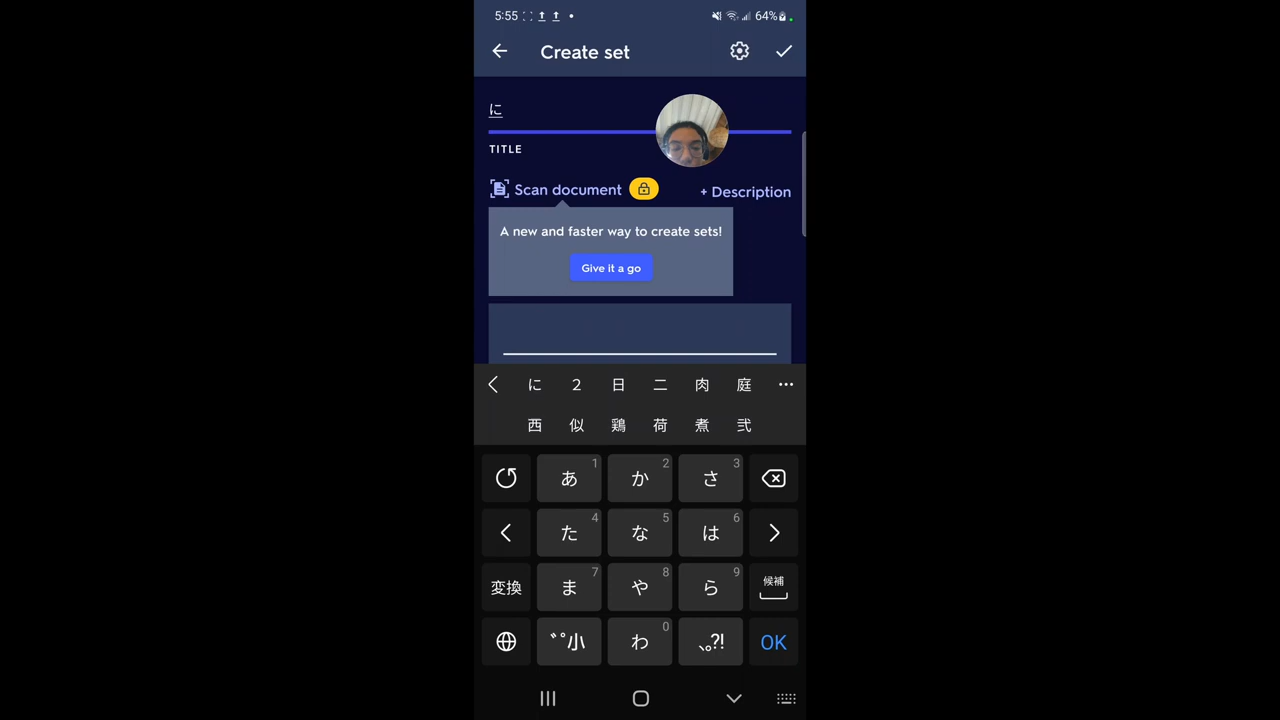 5:55 64%
Create set
に
TITLE
Scan document + Description
A new and faster way to create sets!
Give it a go
に 2 日 二 肉 庭 …
西 似 鶏 荷 煮 弐
あ 1 か 2 さ 3
た 4 な 5 は 6
変換 ま 7 や 8 ら 9 候補
゛゜小 わ 0 、。?! OK